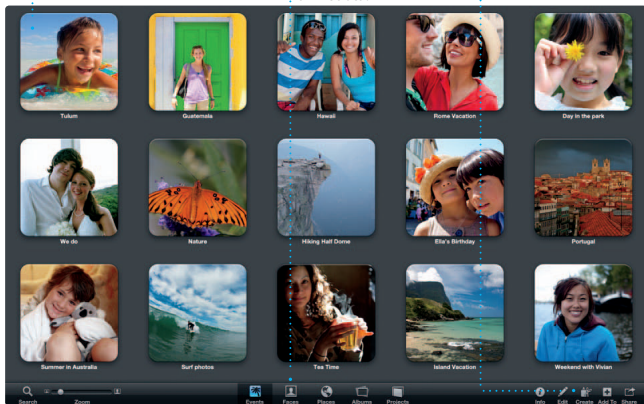 Tulum
Guatemala
Hawaii
Rome Vacation
Day in the park
We do
Nature
Hiking Half Dome
Ella's Birthday
Portugal
Summer in Australia
Surf photos
Tea Time
Island Vacation
Weekend with Vivian
Search
Zoom
Events
Faces
Places
Albums
Projects
Info
Edit
Create
Add To
Share